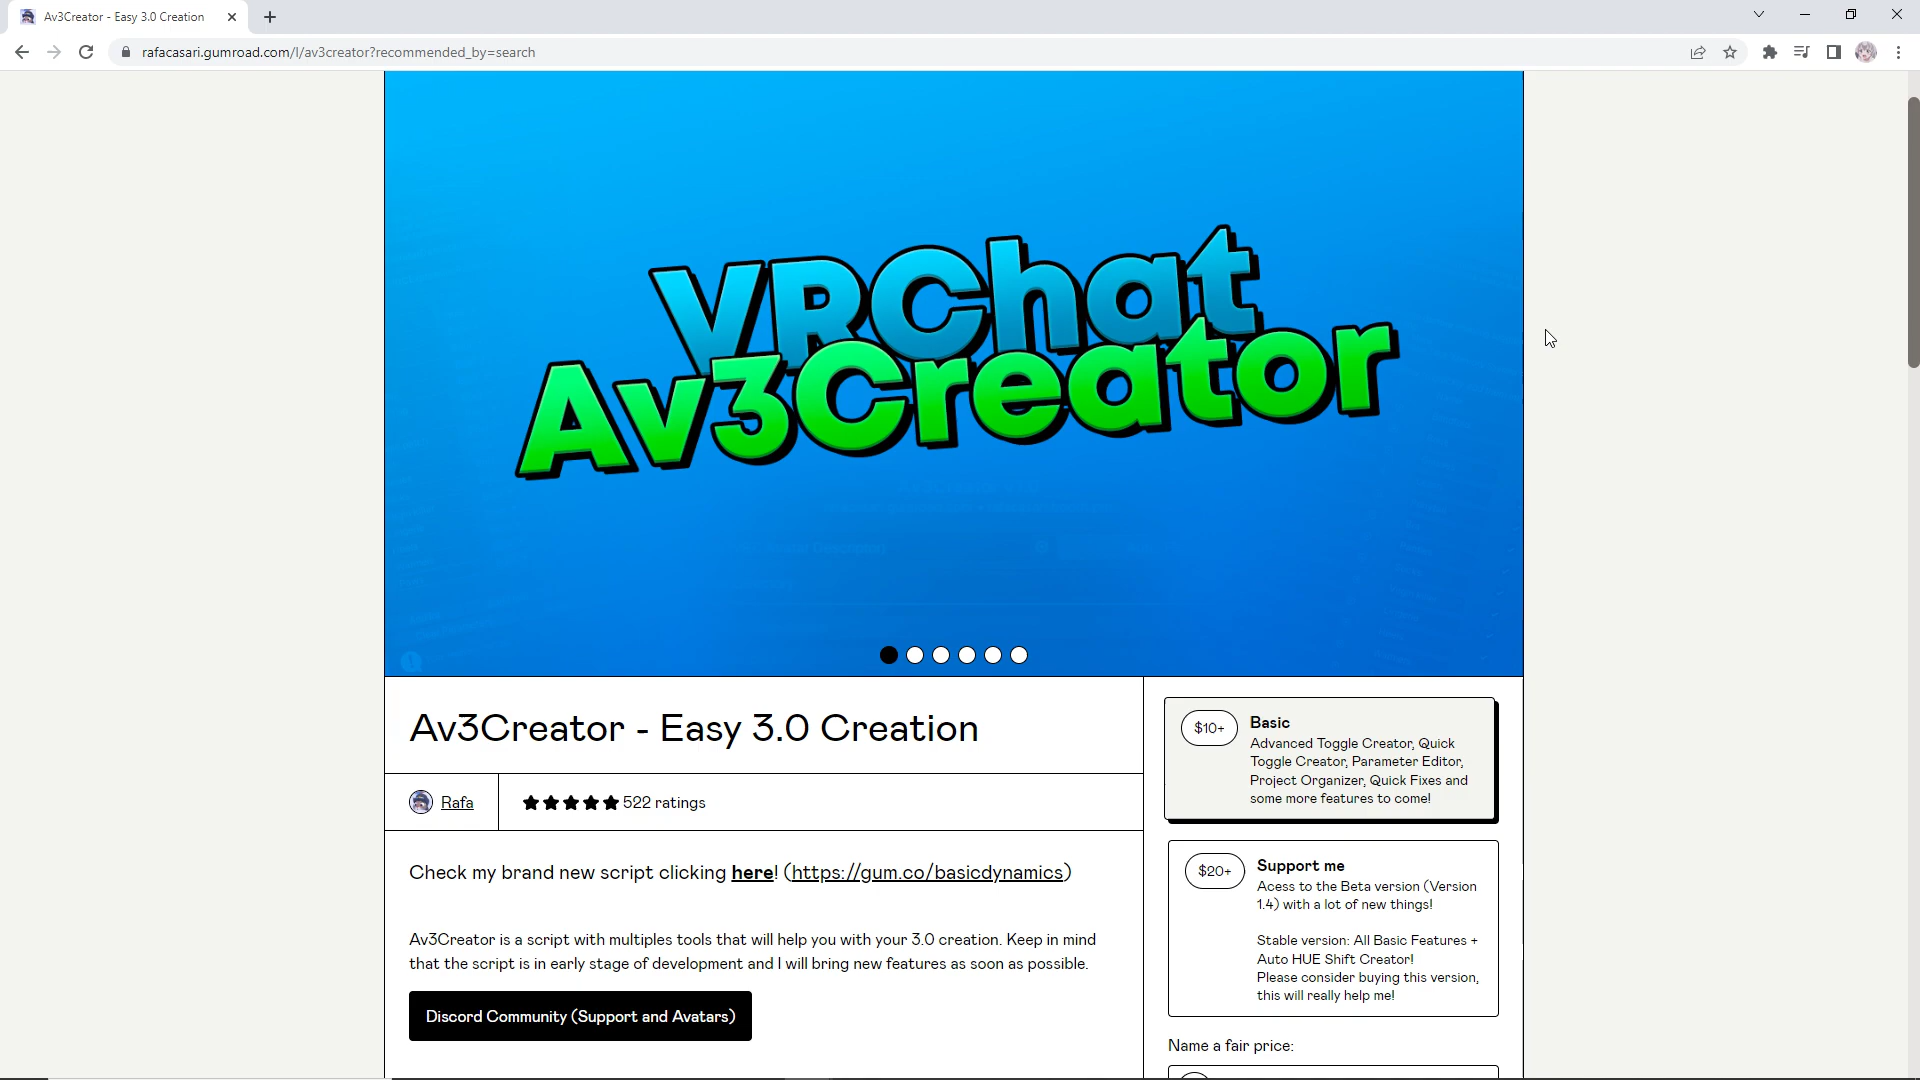 Av3Creator - Easy 3.0 Creation
rafacasari.gumroad.com/l/av3creator?recommended_by=search
VRChat
Av3Creator
Av3Creator - Easy 3.0 Creation
Rafa
522 ratings
Check my brand new script clicking here! (https://gum.co/basicdynamics)
Av3Creator is a script with multiples tools that will help you with your 3.0 creation. Keep in mind
that the script is in early stage of development and I will bring new features as soon as possible.
Discord Community (Support and Avatars)
$10+
Basic
Advanced Toggle Creator, Quick
Toggle Creator, Parameter Editor,
Project Organizer, Quick Fixes and
some more features to come!
$20+
Support me
Acess to the Beta version (Version
1.4) with a lot of new things!
Stable version: All Basic Features +
Auto HUE Shift Creator!
Please consider buying this version,
this will really help me!
Name a fair price: